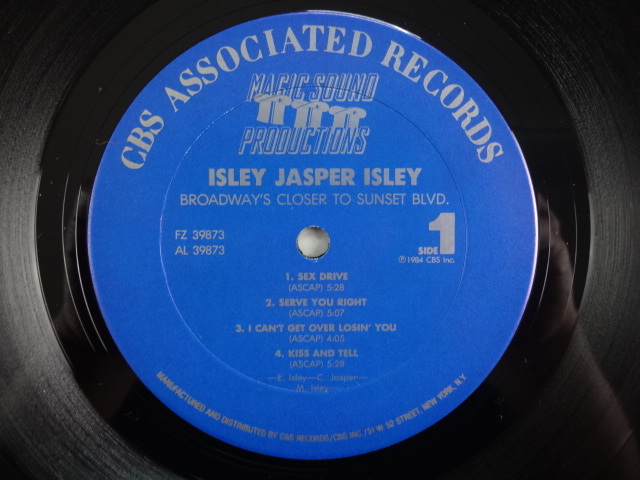 CBS ASSOCIATED RECORDS
MAGIC SOUND
PRODUCTIONS
ISLEY JASPER ISLEY
BROADWAY'S CLOSER TO SUNSET BLVD.
FZ 39873
AL 39873
SIDE 1
℗1984 CBS Inc.
1. SEX DRIVE
(ASCAP) 5:28
2. SERVE YOU RIGHT
(ASCAP) 5:07
3. I CAN'T GET OVER LOSIN' YOU
(ASCAP) 4:05
4. KISS AND TELL
(ASCAP) 5:28
—E. Isley—C. Jasper—
M. Isley—
MANUFACTURED AND DISTRIBUTED BY CBS RECORDS/CBS INC./51 W. 52 STREET, NEW YORK, N.Y.